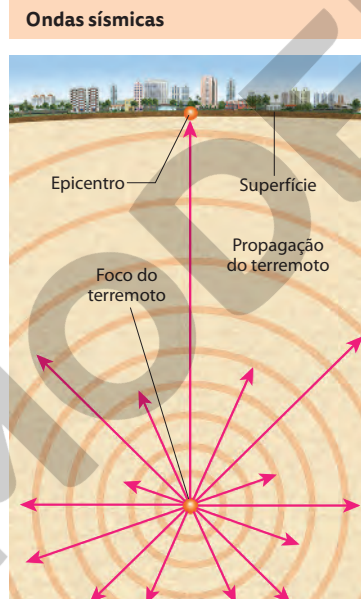 Ondas sísmicas
Epicentro
Superfície
Propagação
do terremoto
Foco do
terremoto